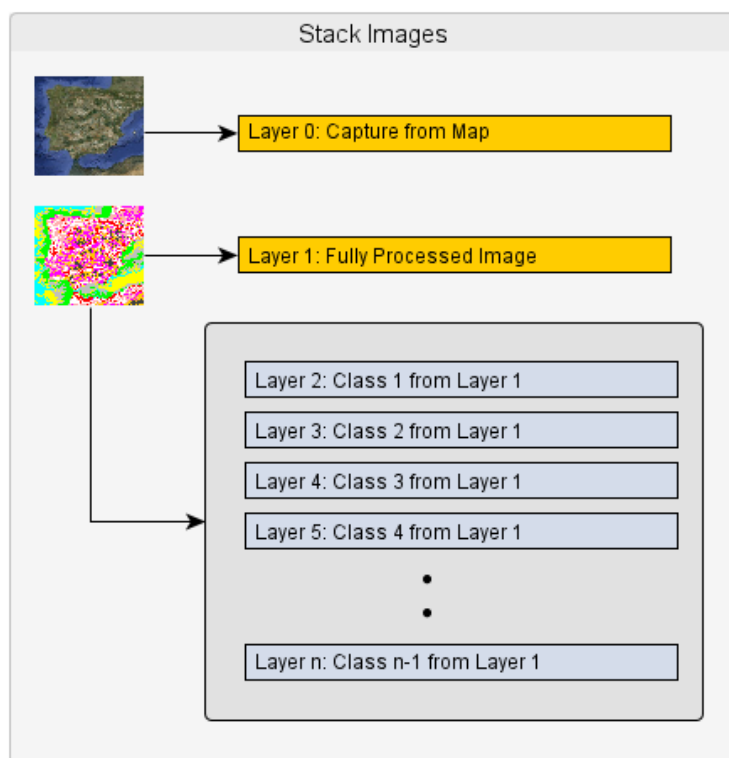 Stack Images
Layer 0: Capture from Map
Layer 1: Fully Processed Image
Layer 2: Class 1 from Layer 1
Layer 3: Class 2 from Layer 1
Layer 4: Class 3 from Layer 1
Layer 5: Class 4 from Layer 1
Layer n: Class n-1 from Layer 1